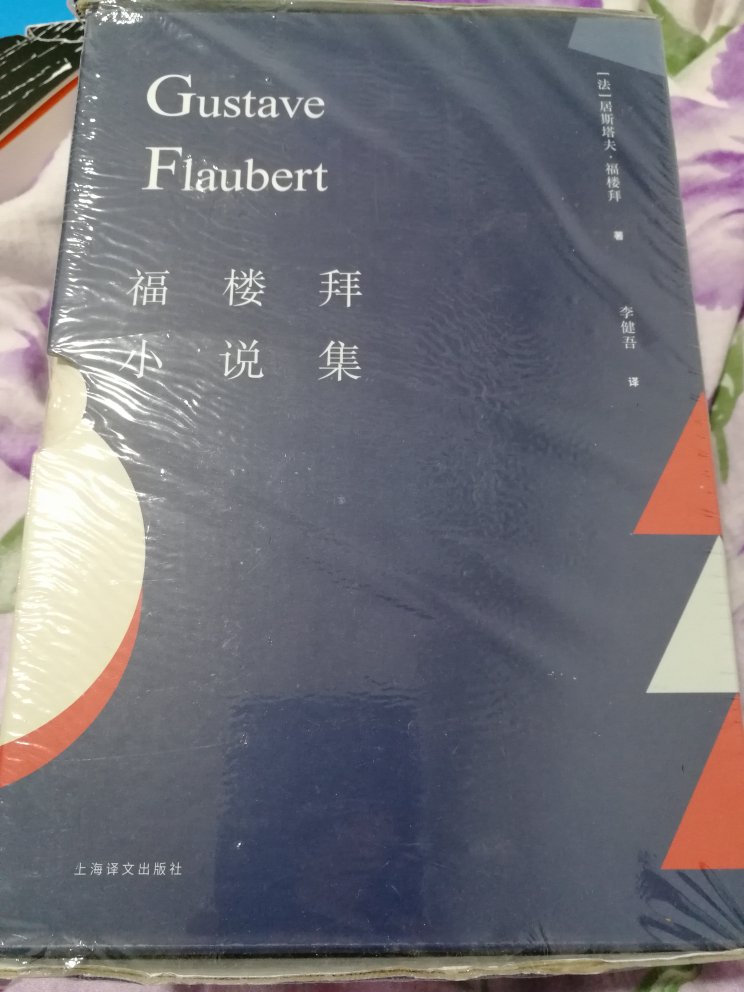 Gustave
Flaubert
福楼拜
小说集
[法]居斯塔夫·福楼拜 著
李健吾 译
上海译文出版社